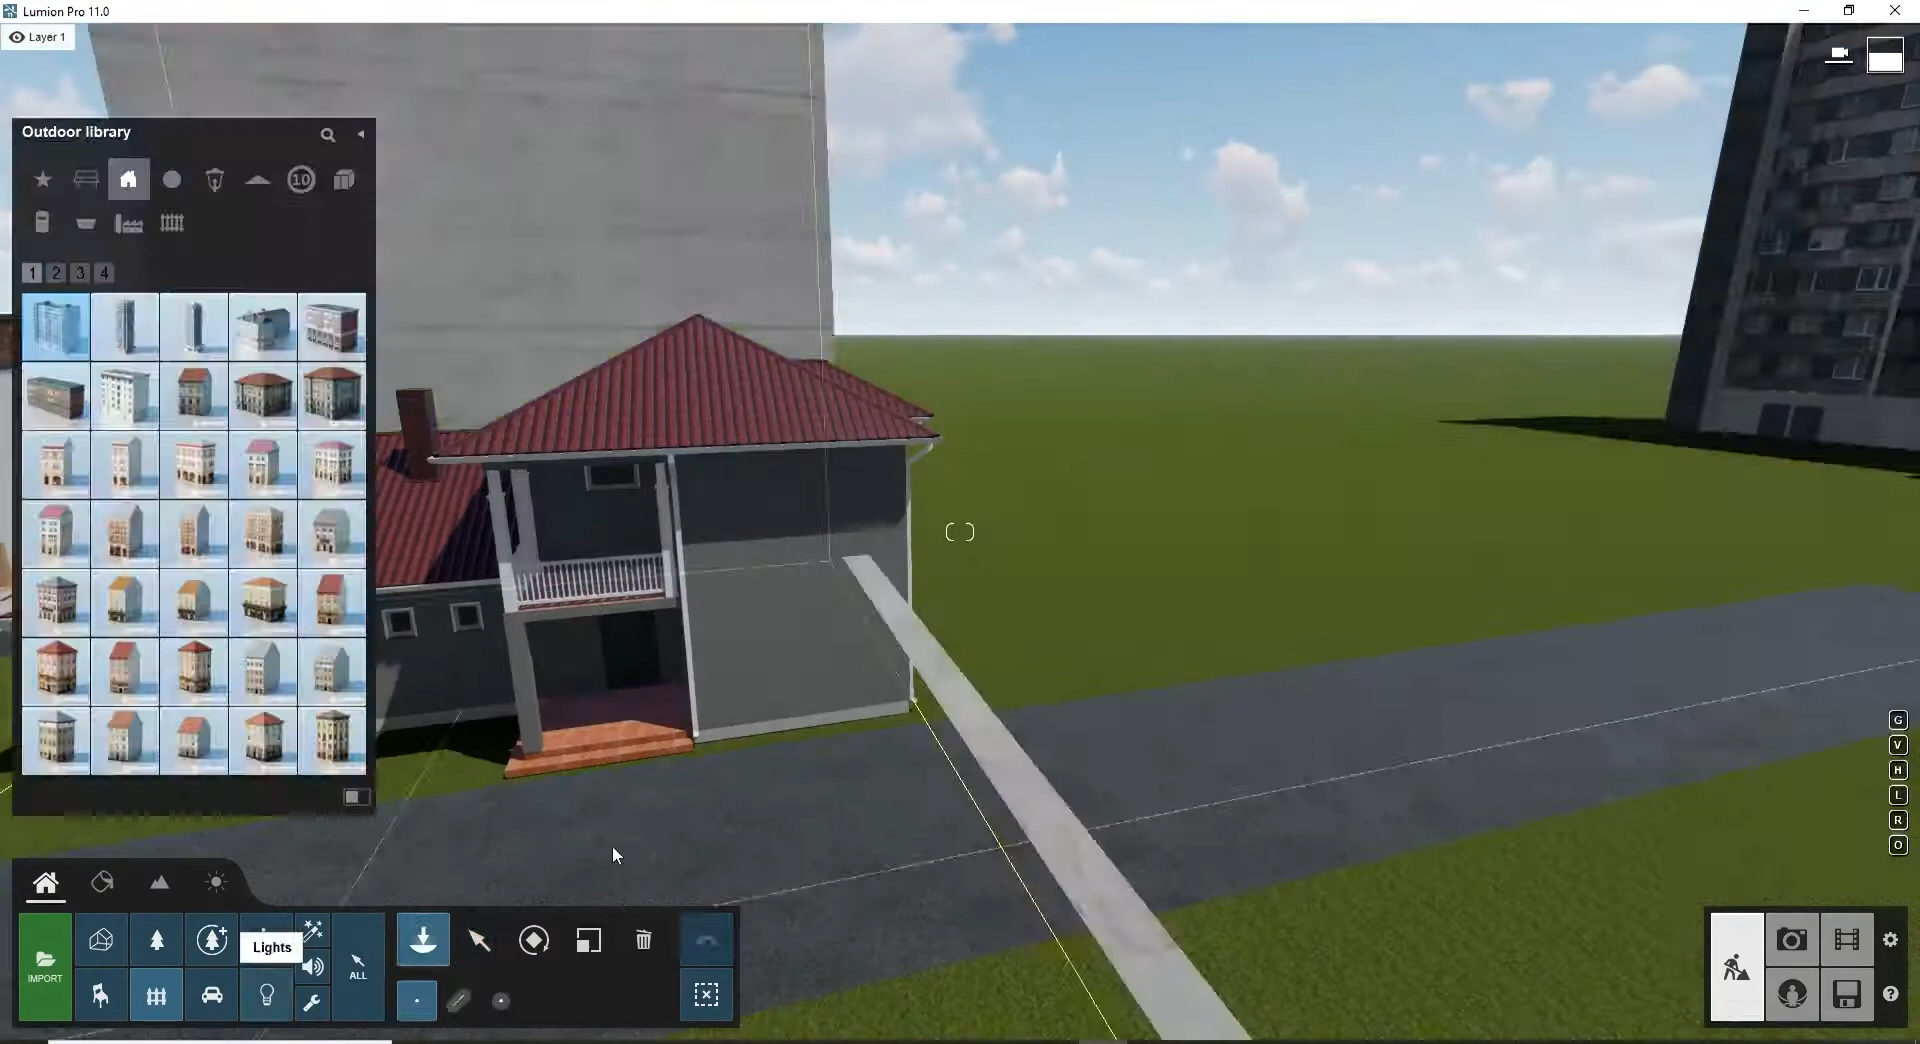 Lumion Pro 11.0
Layer 1
Outdoor library
10
1 2 3 4
G
V
H
L
R
O
Lights
IMPORT
ALL
?